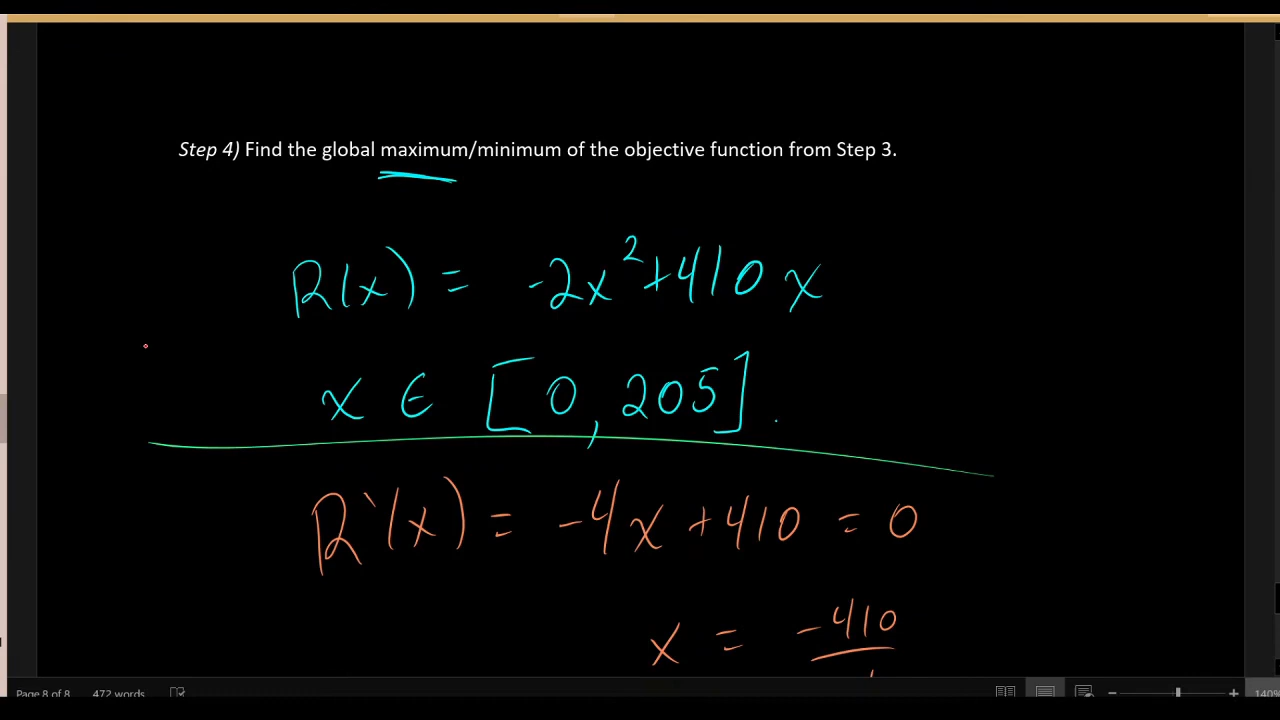 Step 4) Find the global maximum/minimum of the objective function from Step 3.
R(x) = -2x²+410x
x ∈ [0, 205].
R'(x) = -4x+410 = 0
x = -410
Page 8 of 8 472 words 140%